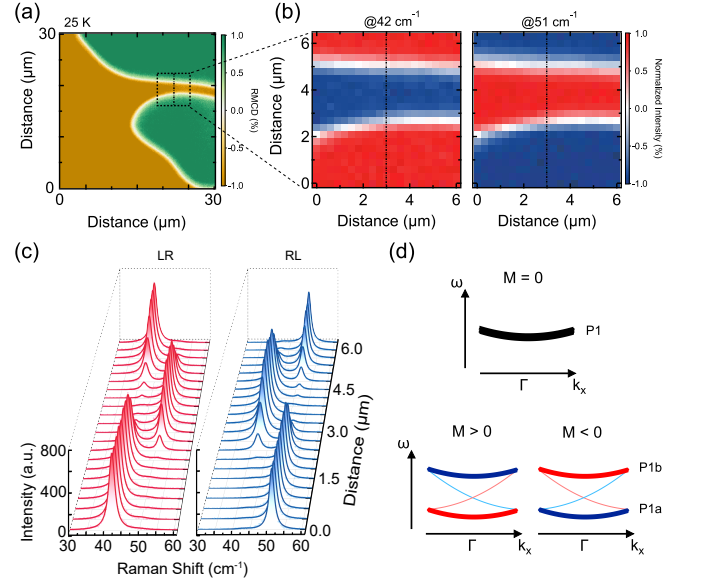 (a)
25 K
30
0
0
30
Distance (µm)
Distance (µm)
1.0
0.5
0.0
-0.5
-1.0
RMCD (%)
(b)
@42 cm-1
@51 cm-1
6
4
2
0
0
2
4
6
0
2
4
6
Distance (µm)
Distance (µm)
Distance (µm)
1.0
0.5
0.0
-0.5
-1.0
Normalized Intensity (%)
(c)
LR
RL
800
400
0
Intensity (a.u.)
30
40
50
60
30
40
50
60
Raman Shift (cm-1)
6.0
4.5
3.0
1.5
0.0
Distance (µm)
(d)
M = 0
ω
P1
Γ
kx
M > 0
M < 0
ω
P1b
P1a
Γ
kx
Γ
kx